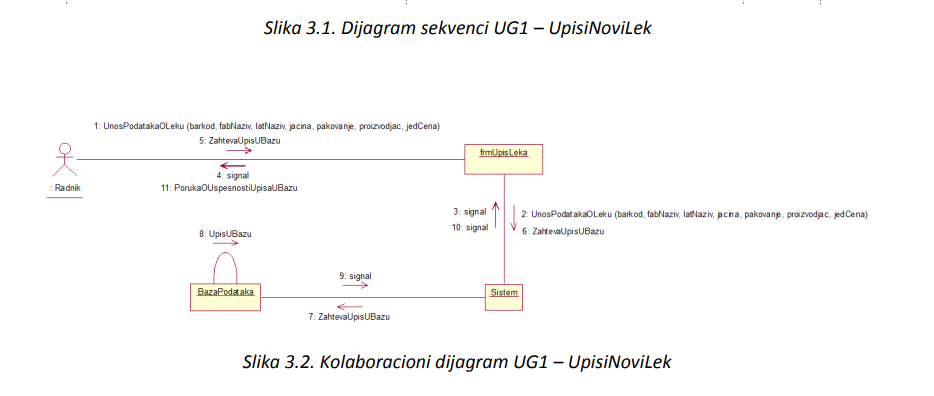 Slika 3.1. Dijagram sekvenci UG1 – UpisiNoviLek
1: UnosPodatakaOLeku (barkod, fabNaziv, latNaziv, jacina, pakovanje, proizvodjac, jedCena)
5: ZahtevaUpisUBazu
frmUpisLeka
4: signal
: Radnik
11: PorukaOUspesnostiUpisaUBazu
3: signal
2: UnosPodatakaOLeku (barkod, fabNaziv, latNaziv, jacina, pakovanje, proizvodjac, jedCena)
10: signal
6: ZahtevaUpisUBazu
8: UpisUBazu
9: signal
BazaPodataka
Sistem
7: ZahtevaUpisUBazu
Slika 3.2. Kolaboracioni dijagram UG1 – UpisiNoviLek